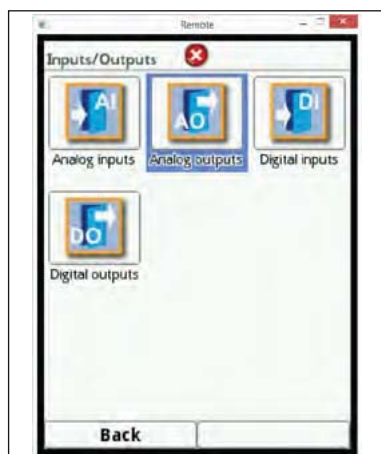 Remote
Inputs/Outputs
AI
AO
DI
Analog inputs
Analog outputs
Digital inputs
DO
Digital outputs
Back